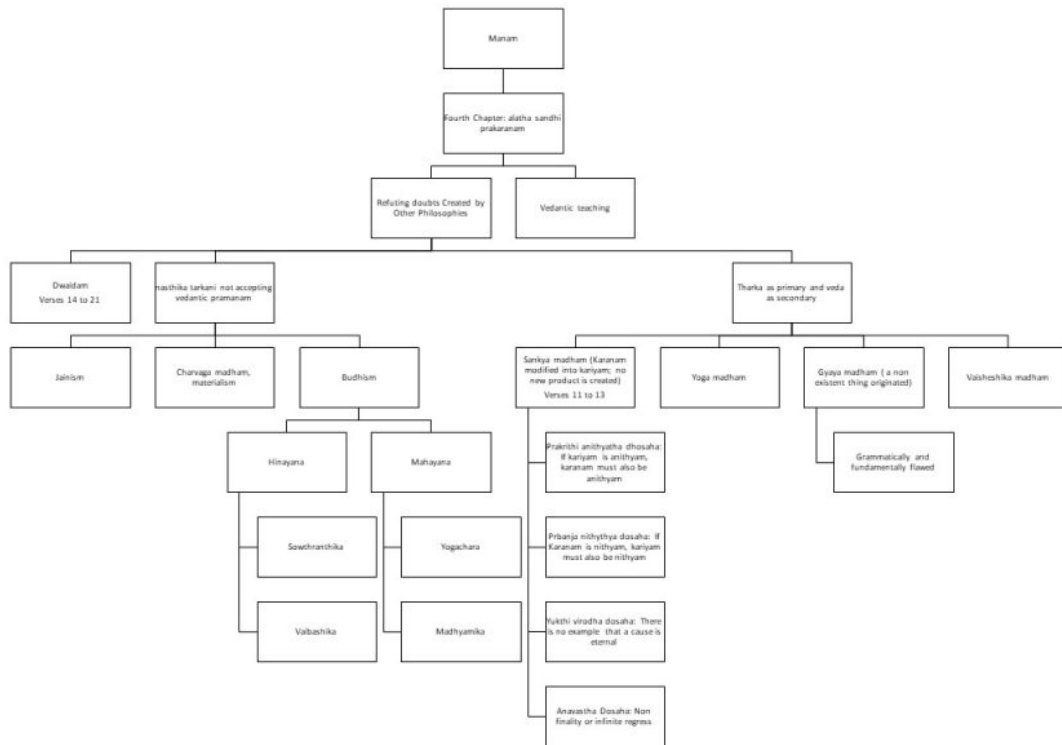 Manam
Fourth Chapter: alatha sandhi
prakaranam
Refuting doubts Created by
Other Philosophies
Vedantic teaching
Dwaidam
Verses 14 to 21
nasthika tarkani not accepting
vedantic pramanam
Tharka as primary and veda
as secondary
Jainism
Charvaga madham,
materialism
Budhism
Sankya madham (Karanam
modified into kariyam; no
new product is created)
Verses 11 to 13
Yoga madham
Gyaya madham ( a non
existent thing originated)
Vaisheshika madham
Hinayana
Mahayana
Prakrithi anithyatha dhosaha:
If kariyam is anithyam,
karanam must also be
anithyam
Grammatically and
fundamentally flawed
Sowthranthika
Yogachara
Prbanja nithythya dosaha: If
Karanam is nithyam, kariyam
must also be nithyam
Vaibashika
Madhyamika
Yukthi virodha dosaha: There
is no example that a cause is
eternal
Anavastha Dosaha: Non
finality or infinite regress